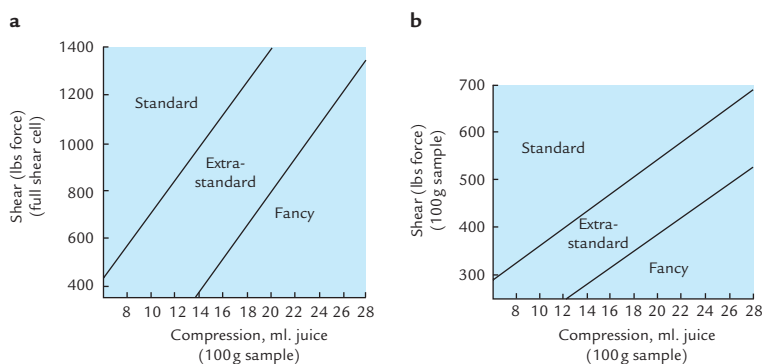 a
1400
1200
1000
800
600
400
Shear (lbs force)
(full shear cell)
Standard
Extra-
standard
Fancy
8 10 12 14 16 18 20 22 24 26 28
Compression, ml. juice
(100g sample)
b
700
600
500
400
300
Shear (lbs force)
(100g sample)
Standard
Extra-
standard
Fancy
8 10 12 14 16 18 20 22 24 26 28
Compression, ml. juice
(100g sample)